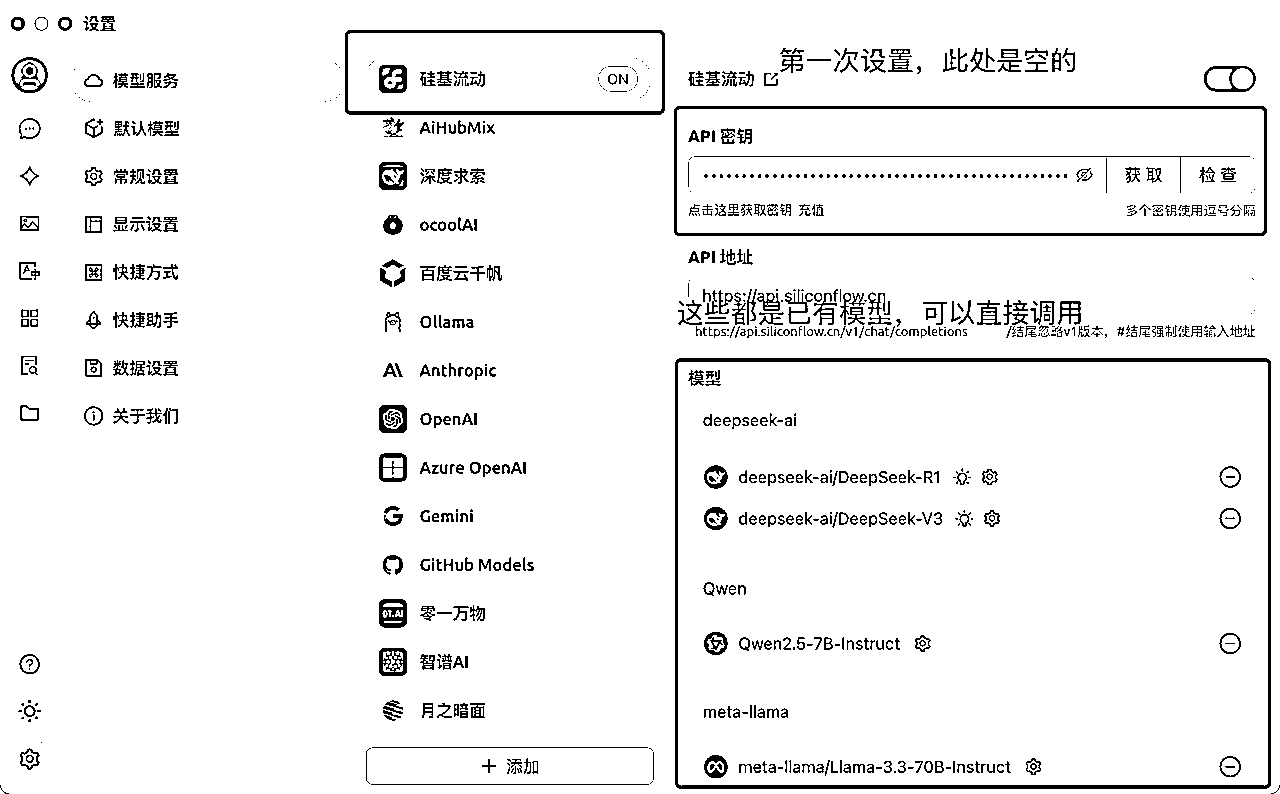 设置
模型服务
默认模型
常规设置
显示设置
快捷方式
快捷助手
数据设置
关于我们
硅基流动 ON
AiHubMix
深度求索
ocoolAI
百度云千帆
Ollama
Anthropic
OpenAI
Azure OpenAI
Gemini
GitHub Models
零一万物
智谱AI
月之暗面
+ 添加
第一次设置，此处是空的
硅基流动
API 密钥
获取 检查
点击这里获取密钥 充值 多个密钥使用逗号分隔
API 地址
https://api.siliconflow.cn
这些都是已有模型，可以直接调用
https://api.siliconflow.cn/v1/chat/completions /结尾忽略v1版本，#结尾强制使用输入地址
模型
deepseek-ai
deepseek-ai/DeepSeek-R1
deepseek-ai/DeepSeek-V3
Qwen
Qwen2.5-7B-Instruct
meta-llama
meta-llama/Llama-3.3-70B-Instruct